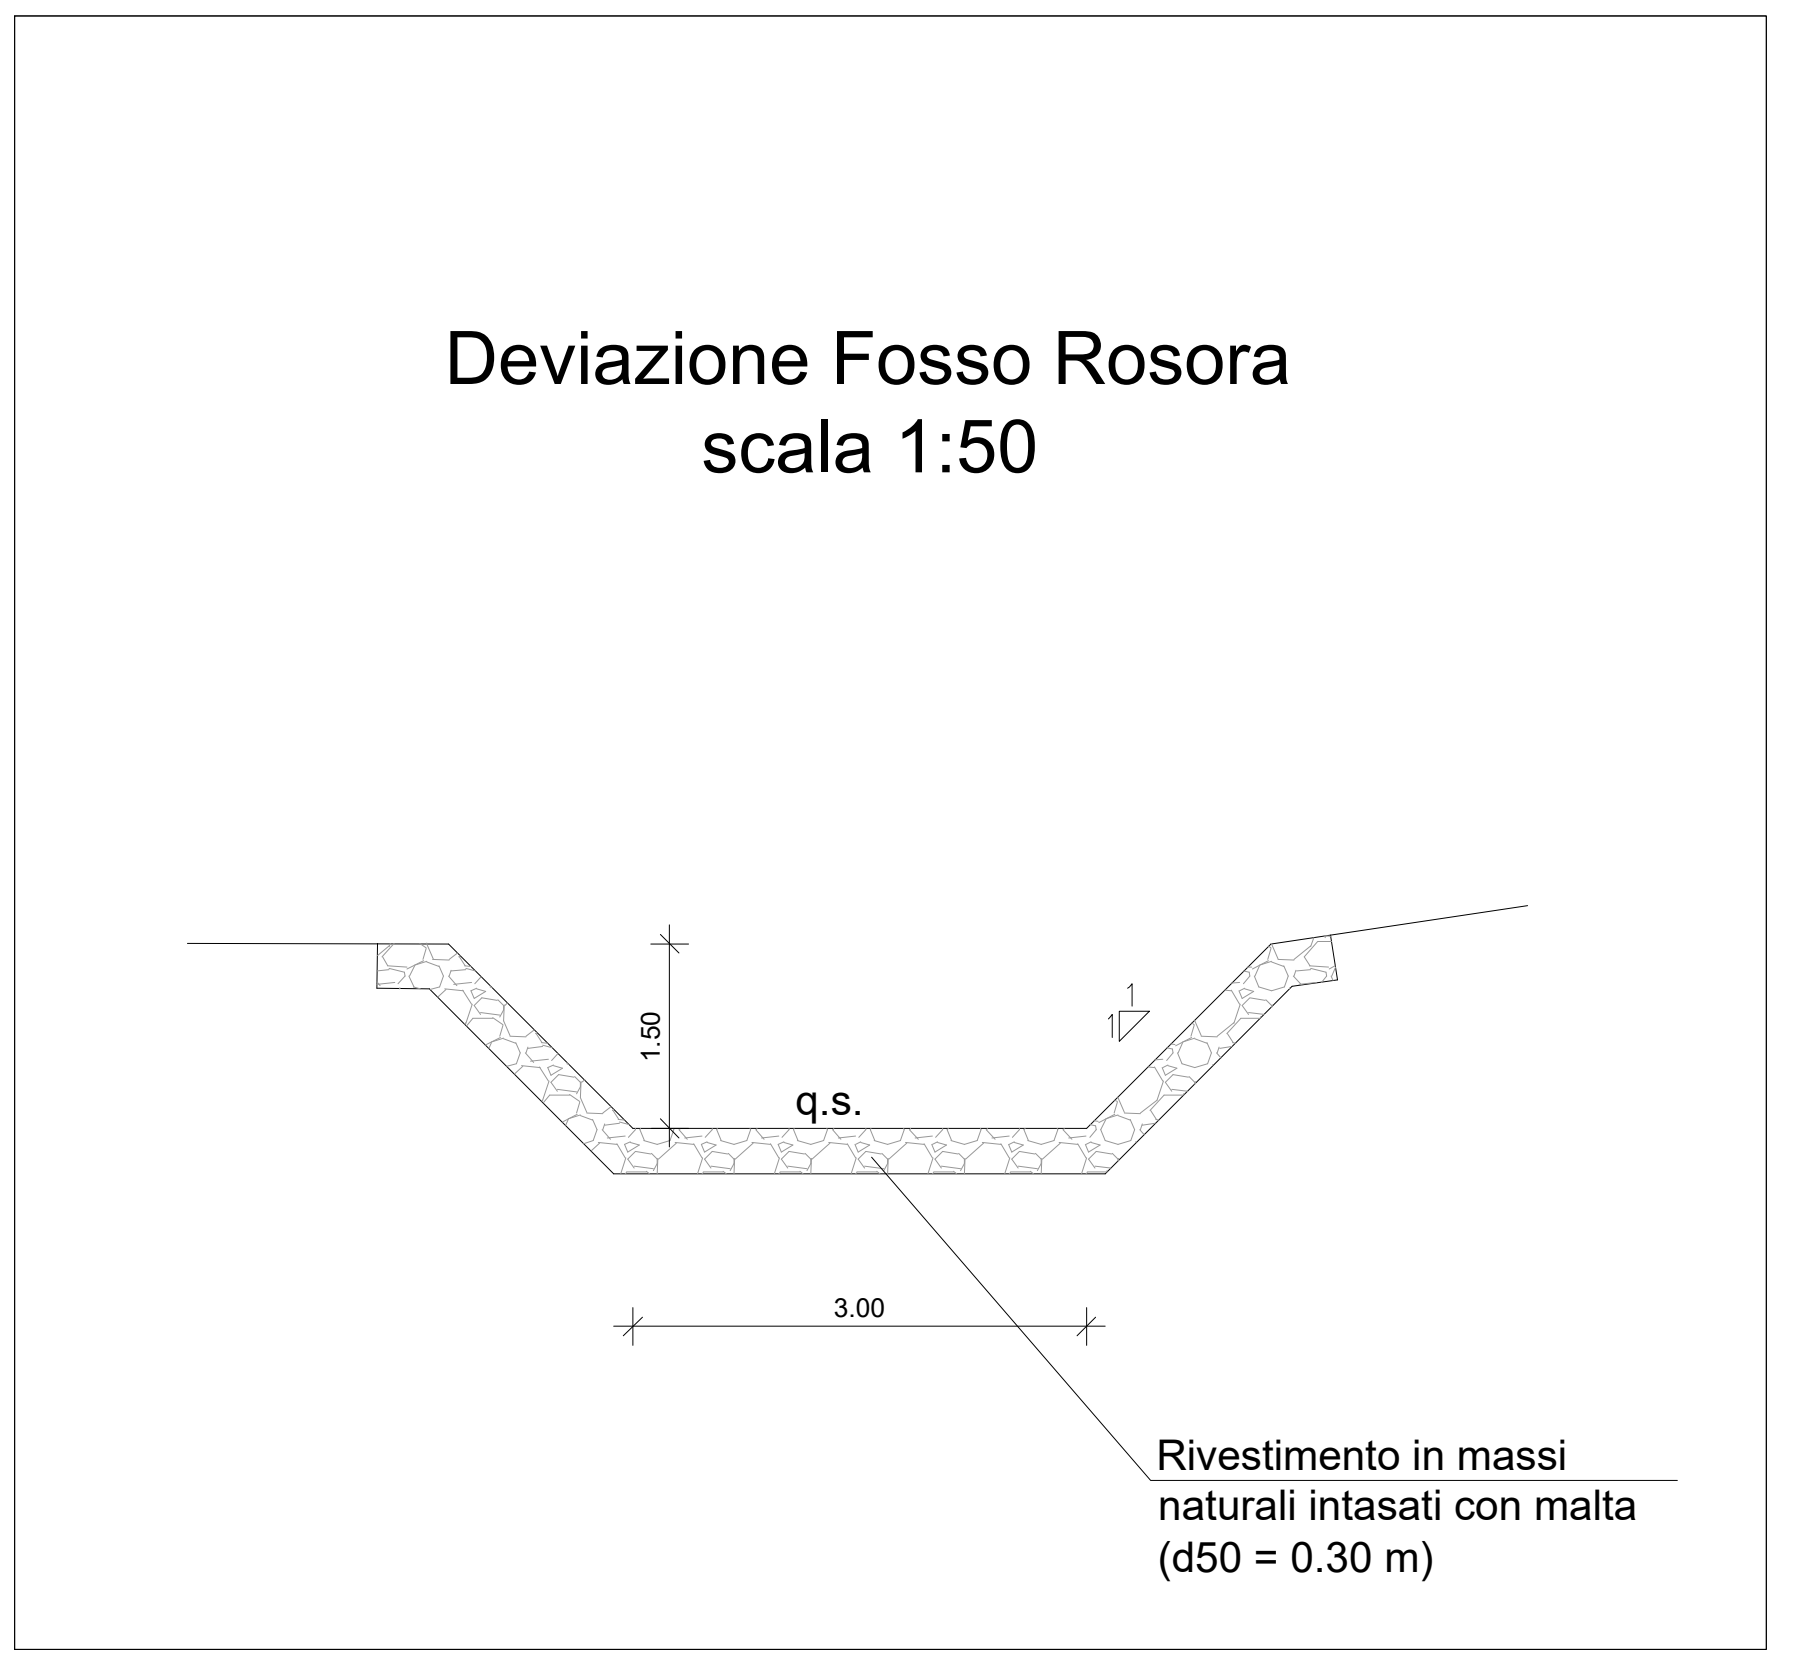 Deviazione Fosso Rosora
scala 1:50
1.50
1
1
q.s.
3.00
Rivestimento in massi
naturali intasati con malta
(d50 = 0.30 m)